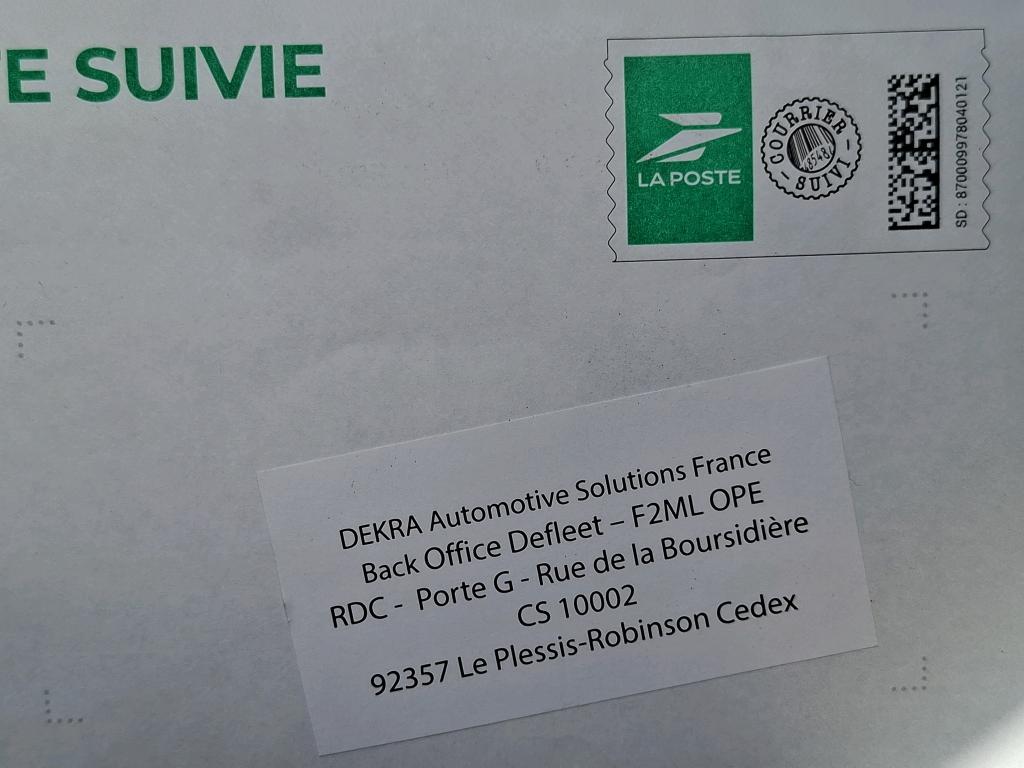 E SUIVIE
LA POSTE
COURRIER
SUIVI
SD : 870009978040121
DEKRA Automotive Solutions France
Back Office Defleet – F2ML OPE
RDC - Porte G - Rue de la Boursidière
CS 10002
92357 Le Plessis-Robinson Cedex